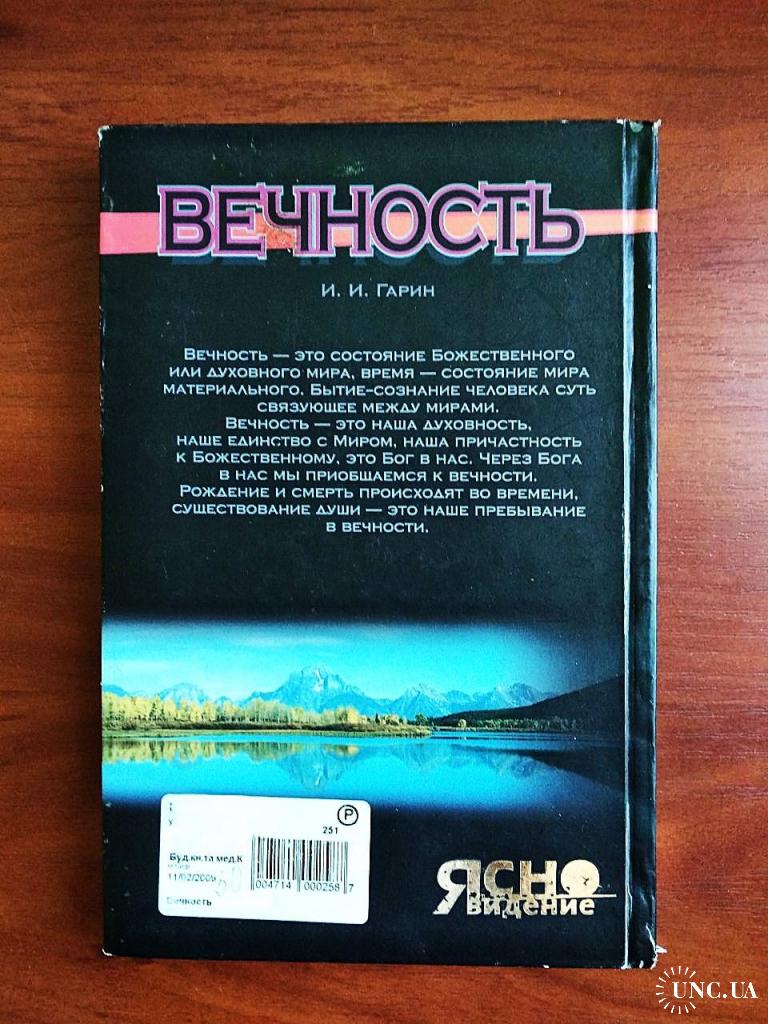 ВЕЧНОСТЬ
И. И. ГАРИН
ВЕЧНОСТЬ — ЭТО СОСТОЯНИЕ БОЖЕСТВЕННОГО
ИЛИ ДУХОВНОГО МИРА, ВРЕМЯ — СОСТОЯНИЕ МИРА
МАТЕРИАЛЬНОГО. БЫТИЕ-СОЗНАНИЕ ЧЕЛОВЕКА СУТЬ
СВЯЗУЮЩЕЕ МЕЖДУ МИРАМИ.
ВЕЧНОСТЬ — ЭТО НАША ДУХОВНОСТЬ,
НАШЕ ЕДИНСТВО С МИРОМ, НАША ПРИЧАСТНОСТЬ
К БОЖЕСТВЕННОМУ, ЭТО БОГ В НАС. ЧЕРЕЗ БОГА
В НАС МЫ ПРИОБЩАЕМСЯ К ВЕЧНОСТИ.
РОЖДЕНИЕ И СМЕРТЬ ПРОИСХОДЯТ ВО ВРЕМЕНИ,
СУЩЕСТВОВАНИЕ ДУШИ — ЭТО НАШЕ ПРЕБЫВАНИЕ
В ВЕЧНОСТИ.
Р
251
Буд.кн.та мед.К
11/02/2009
004714 000258 7
Вечность
ЯСНО
видение
UNC.UA